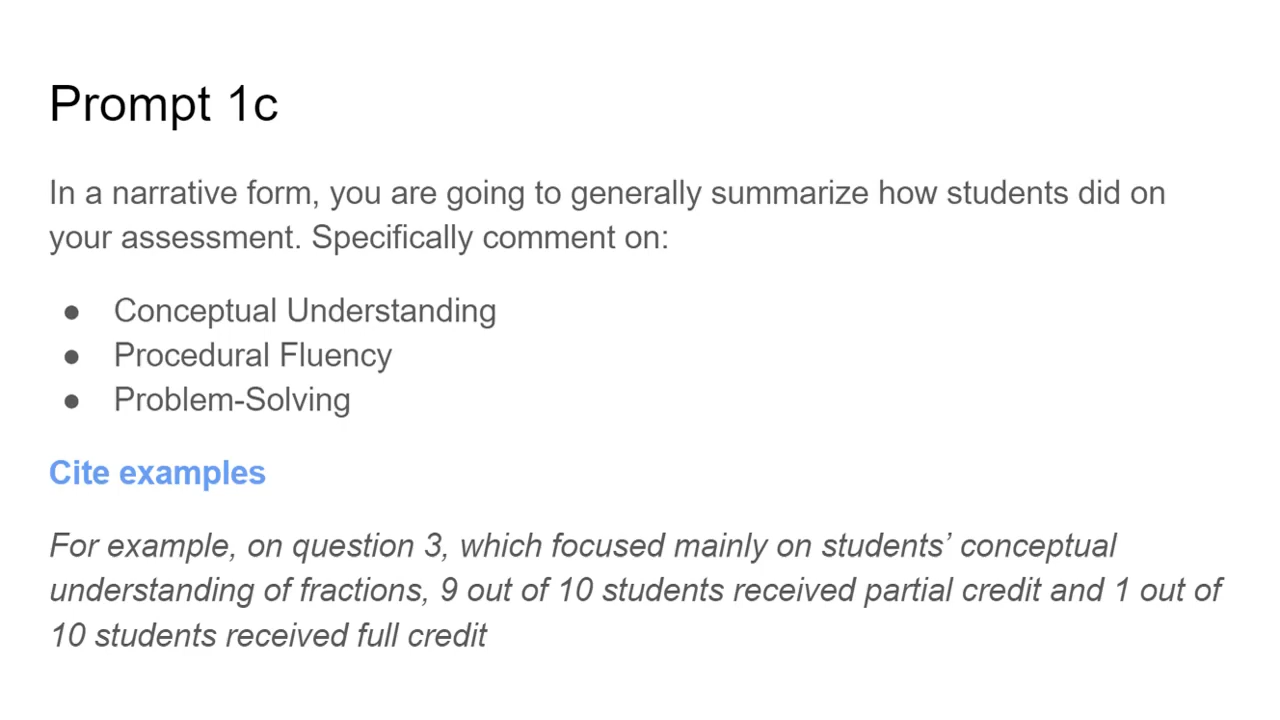 Prompt 1c
In a narrative form, you are going to generally summarize how students did on
your assessment. Specifically comment on:
● Conceptual Understanding
● Procedural Fluency
● Problem-Solving
Cite examples
For example, on question 3, which focused mainly on students’ conceptual
understanding of fractions, 9 out of 10 students received partial credit and 1 out of
10 students received full credit